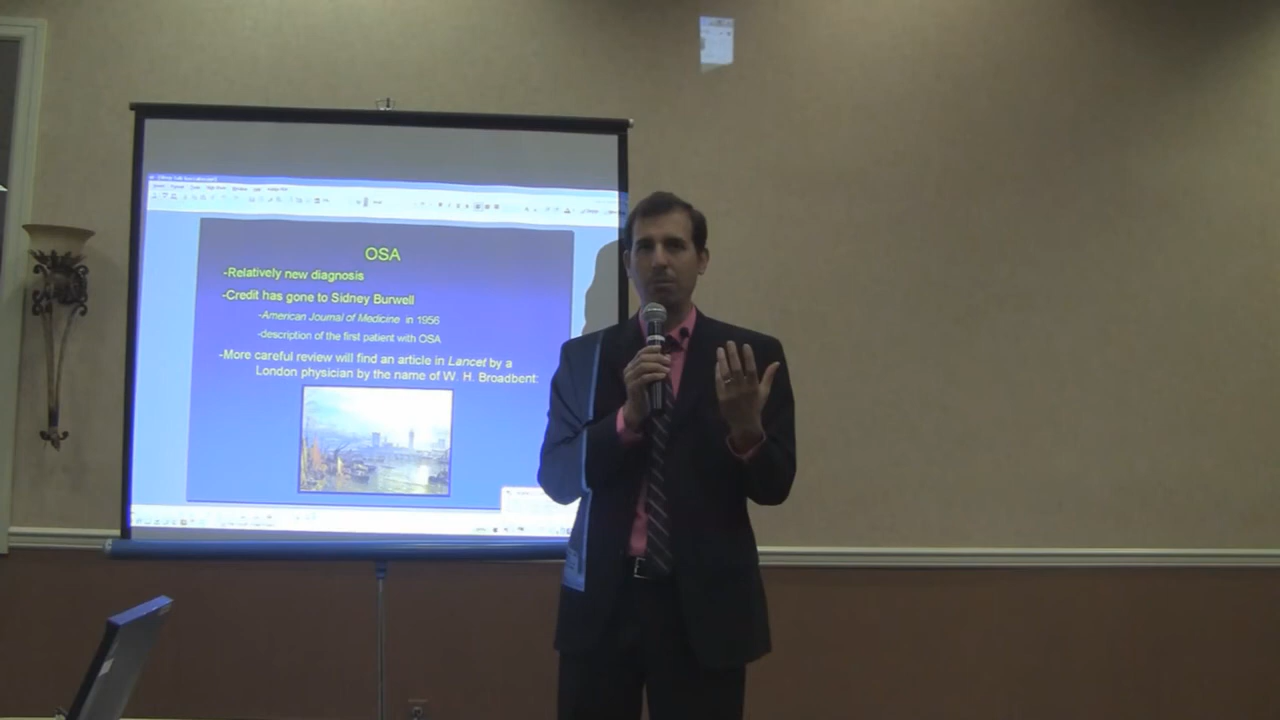 OSA
-Relatively new diagnosis
-Credit has gone to Sidney Burwell
-American Journal of Medicine in 1956
-description of the first patient with OSA
-More careful review will find an article in Lancet by a
London physician by the name of W. H. Broadbent: